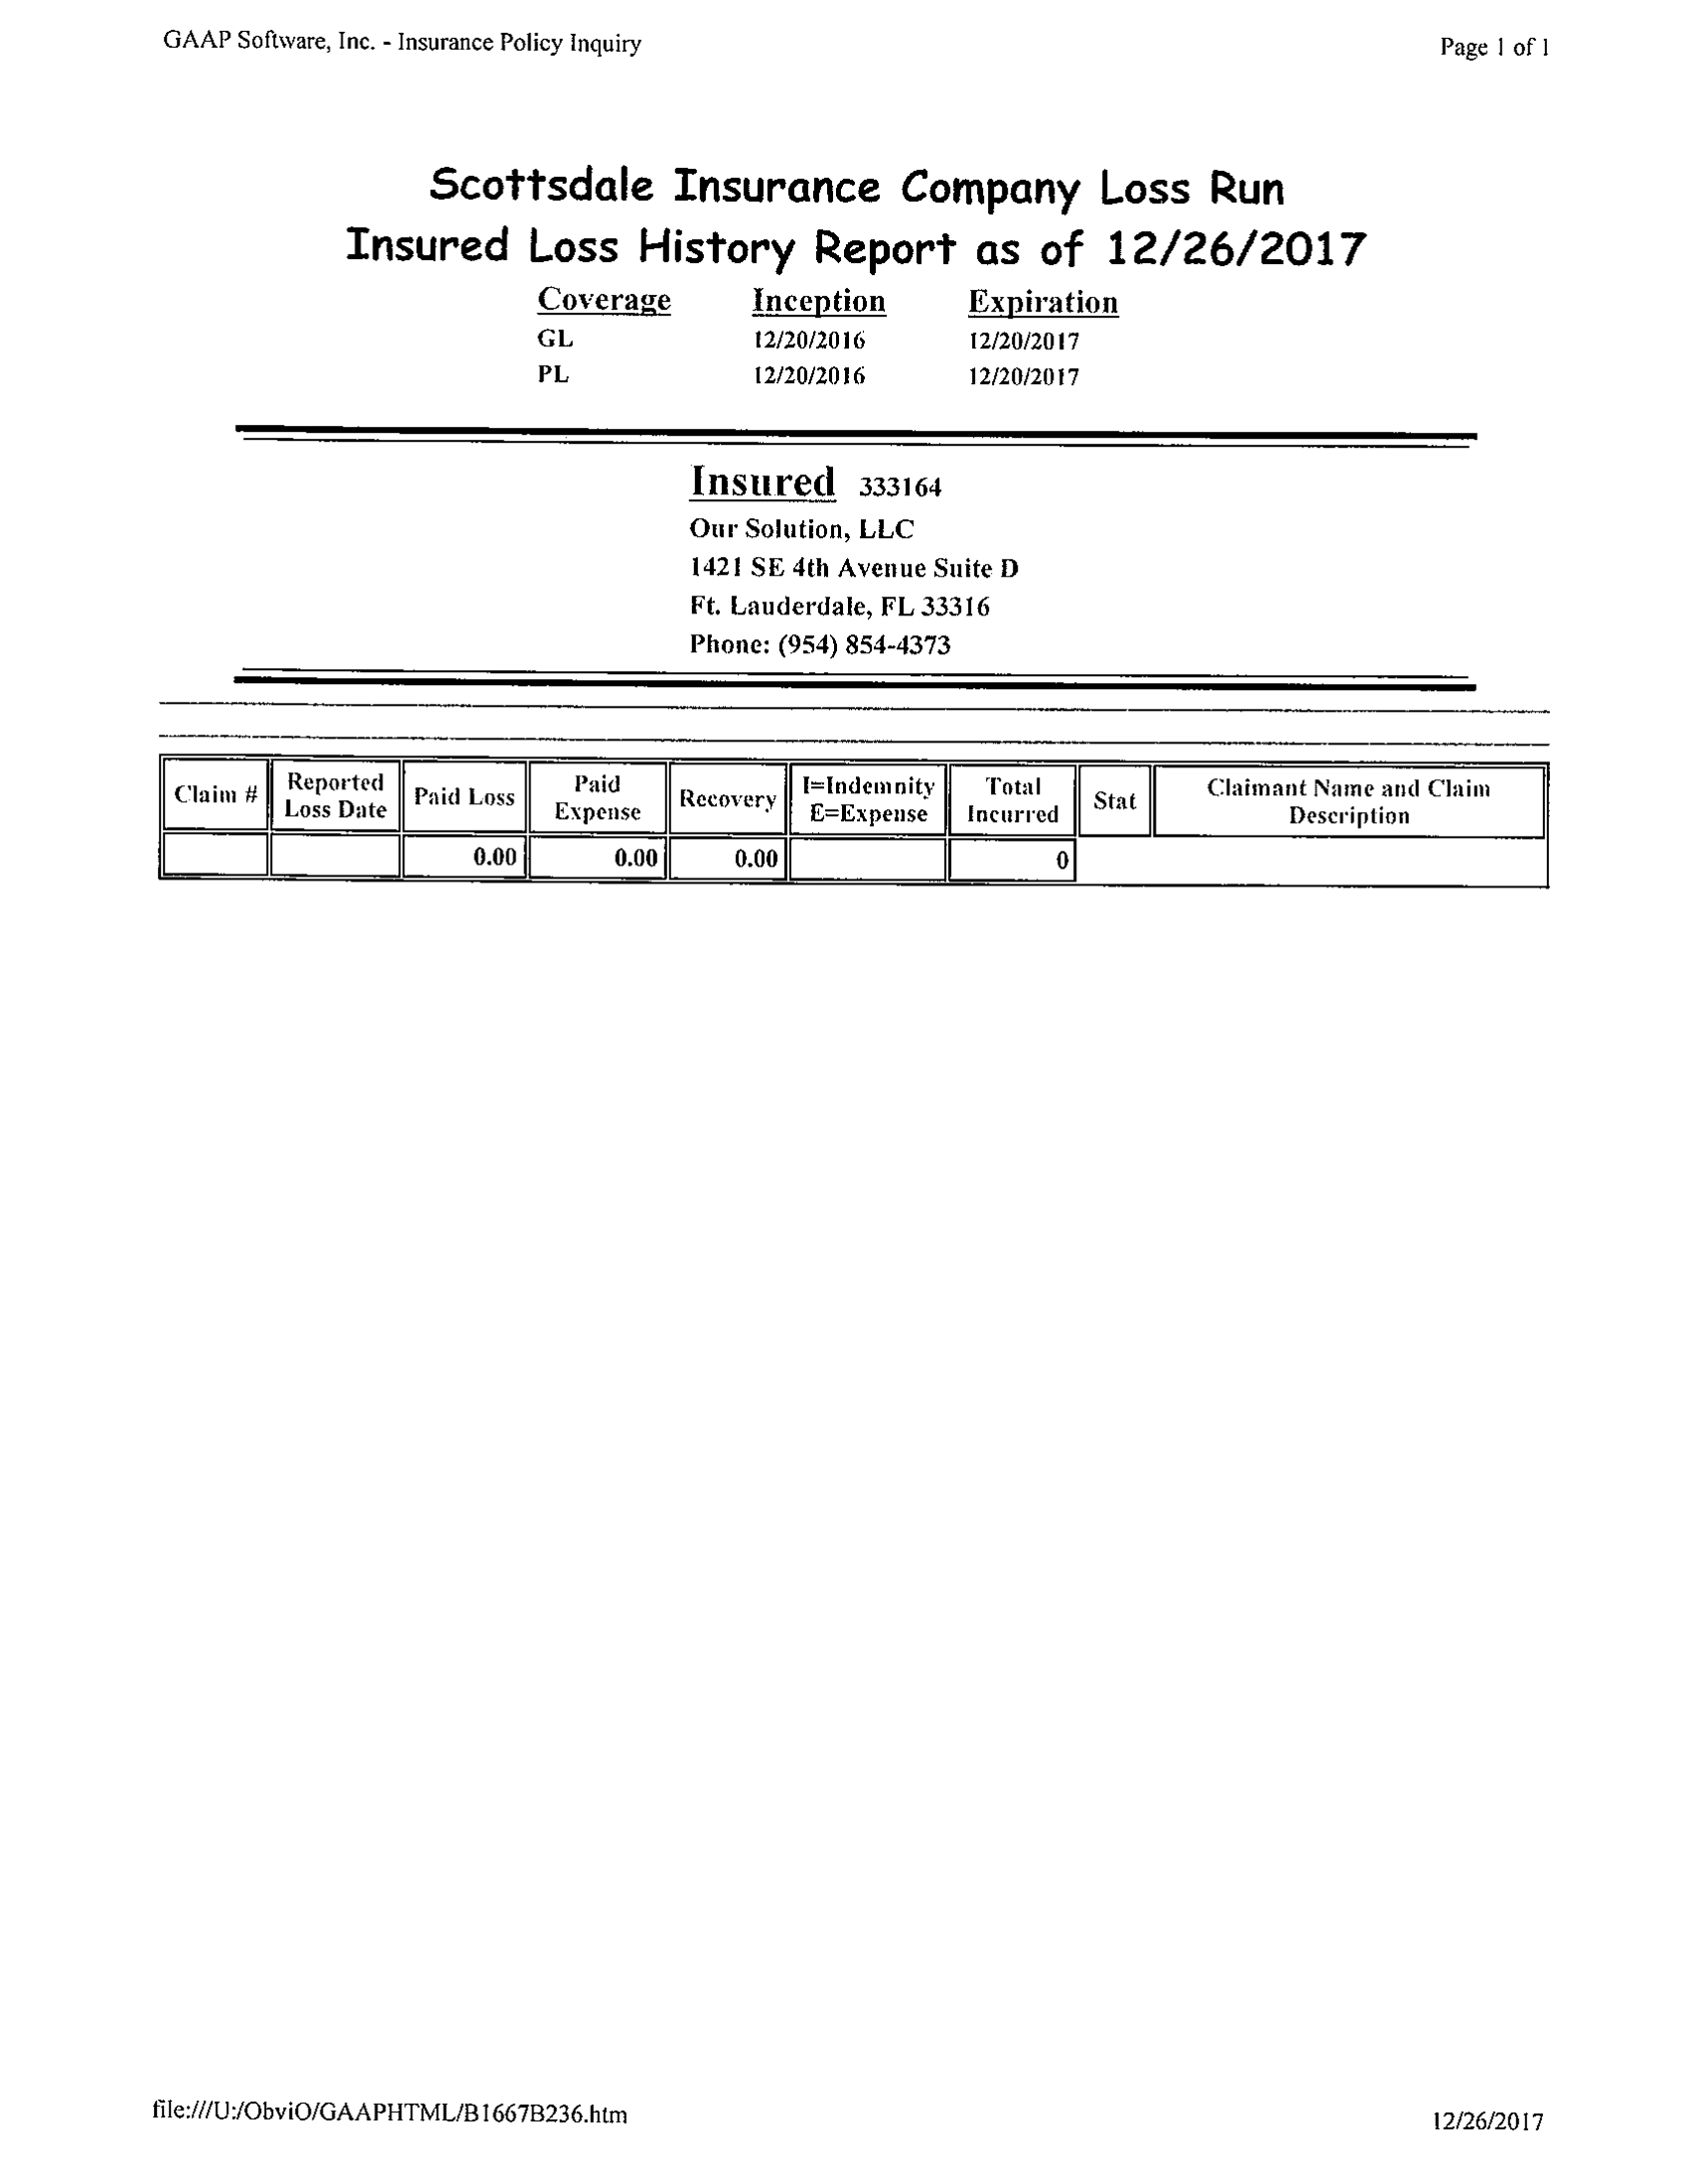 GAAP Software, Inc. - Insurance Policy Inquiry Page 1 of 1
Scottsdale Insurance Company Loss Run
Insured Loss History Report as of 12/26/2017
Coverage Inception Expiration
GL 12/20/2016 12/20/2017
PL 12/20/2016 12/20/2017
Insured 333164
Our Solution, LLC
1421 SE 4th Avenue Suite D
Ft. Lauderdale, FL 33316
Phone: (954) 854-4373
Claim # Reported Loss Date Paid Loss Paid Expense Recovery I=Indemnity E=Expense Total Incurred Stat Claimant Name and Claim Description
0.00 0.00 0.00 0
file:///U:/ObviO/GAAPHTML/B1667B236.htm 12/26/2017